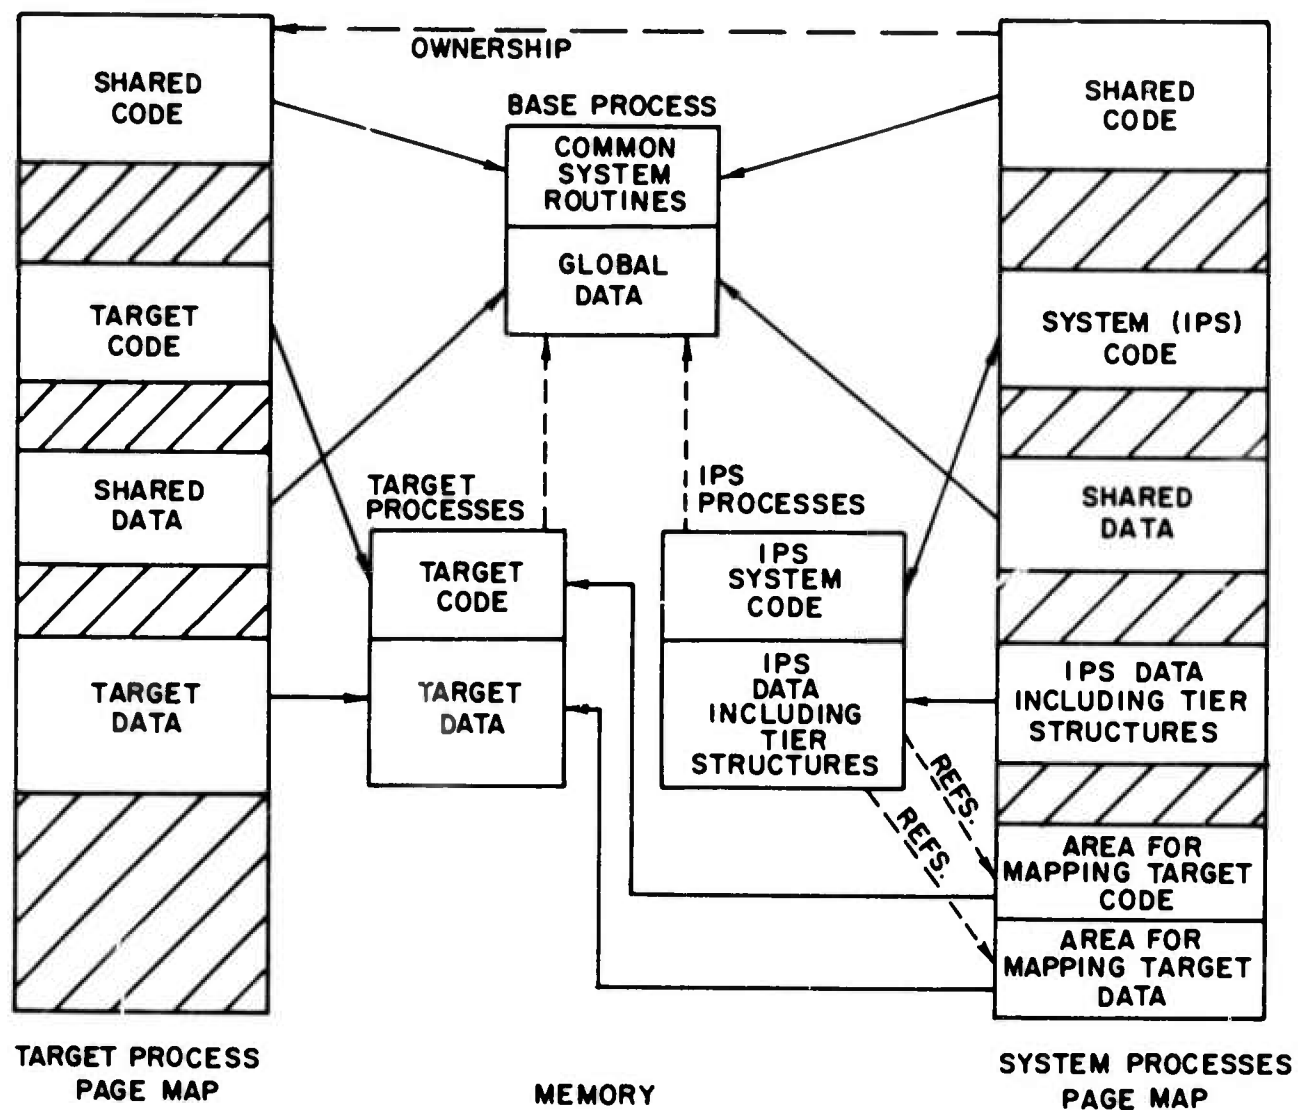 OWNERSHIP
SHARED
CODE
TARGET
CODE
SHARED
DATA
TARGET
DATA
TARGET PROCESS
PAGE MAP
BASE PROCESS
COMMON
SYSTEM
ROUTINES
GLOBAL
DATA
TARGET
PROCESSES
TARGET
CODE
TARGET
DATA
IPS
PROCESSES
IPS
SYSTEM
CODE
IPS
DATA
INCLUDING
TIER
STRUCTURES
REFS.
REFS.
MEMORY
SHARED
CODE
SYSTEM (IPS)
CODE
SHARED
DATA
IPS DATA
INCLUDING TIER
STRUCTURES
AREA FOR
MAPPING TARGET
CODE
AREA FOR
MAPPING TARGET
DATA
SYSTEM PROCESSES
PAGE MAP